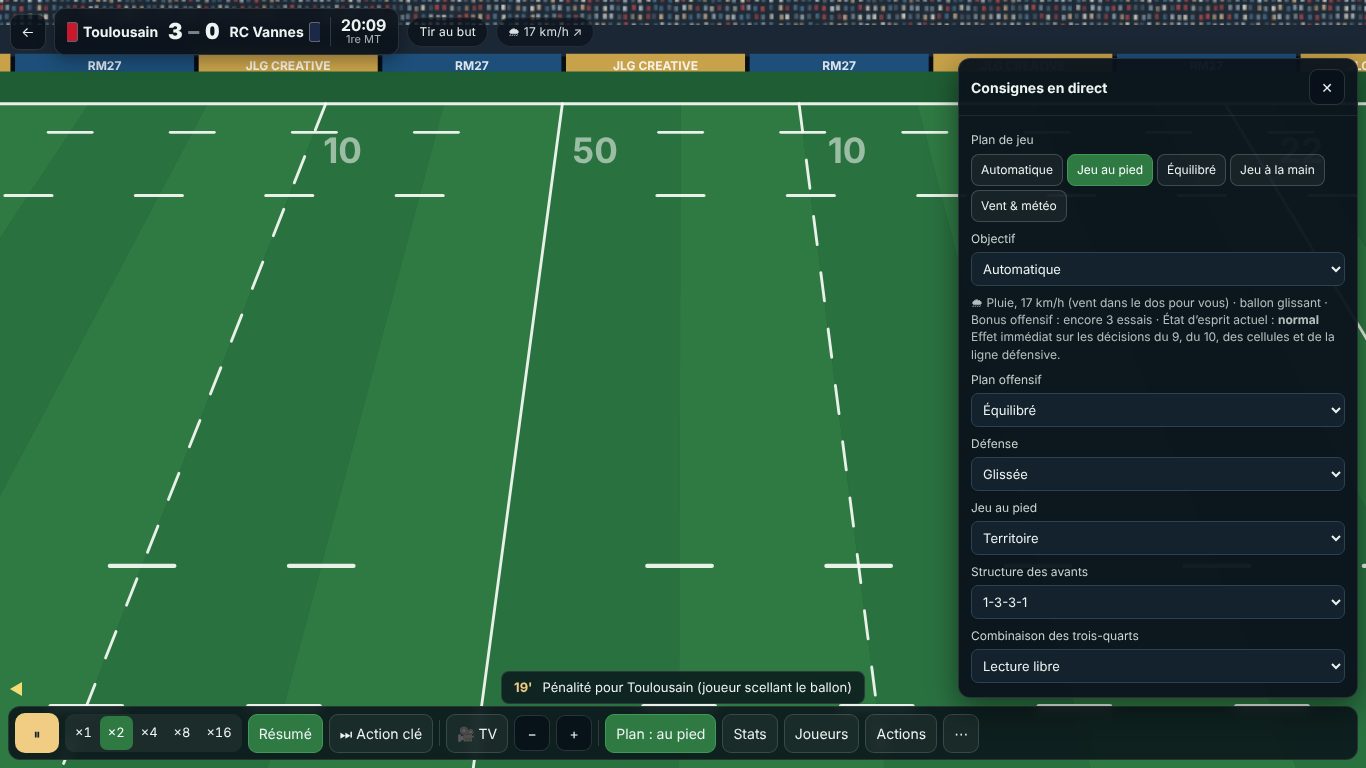 ←
Toulousain 3 – 0 RC Vannes
20:09
1re MT
Tir au but
17 km/h ↗
RM27
JLG CREATIVE
RM27
JLG CREATIVE
RM27
10
50
10
Consignes en direct
✕
Plan de jeu
Automatique
Jeu au pied
Équilibré
Jeu à la main
Vent & météo
Objectif
Automatique
Pluie, 17 km/h (vent dans le dos pour vous) · ballon glissant ·
Bonus offensif : encore 3 essais · État d’esprit actuel : normal
Effet immédiat sur les décisions du 9, du 10, des cellules et de la
ligne défensive.
Plan offensif
Équilibré
Défense
Glissée
Jeu au pied
Territoire
Structure des avants
1-3-3-1
Combinaison des trois-quarts
Lecture libre
19' Pénalité pour Toulousain (joueur scellant le ballon)
×1 ×2 ×4 ×8 ×16
Résumé
Action clé
TV
−
+
Plan : au pied
Stats
Joueurs
Actions
⋯